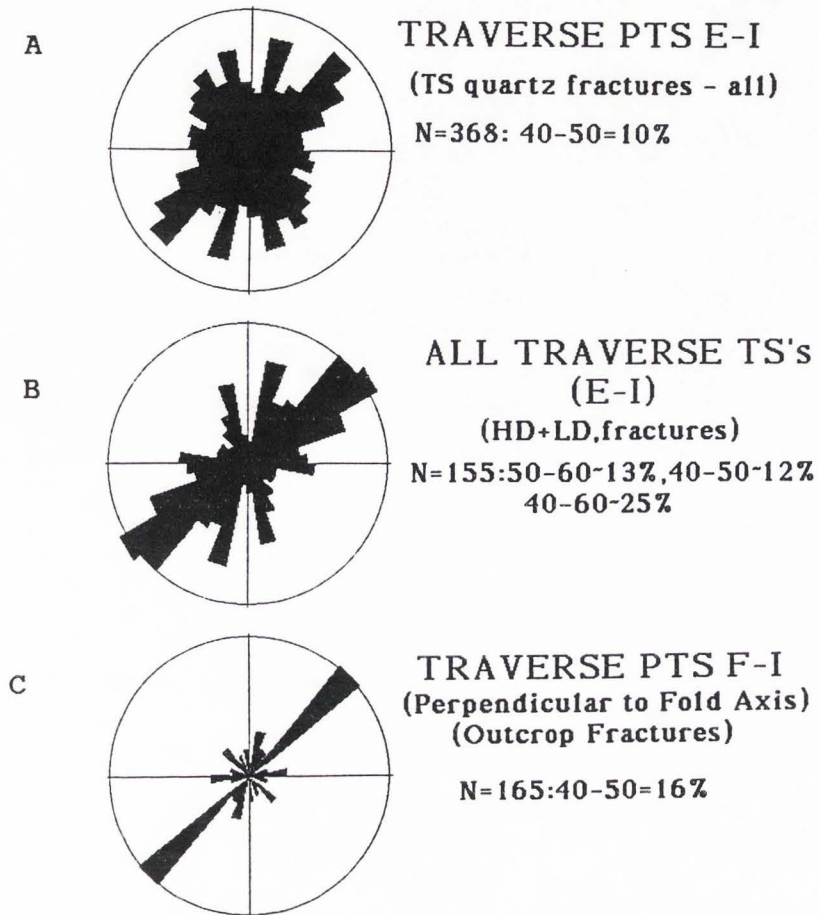 A
TRAVERSE PTS E-I
(TS quartz fractures - all)
N=368: 40-50=10%
B
ALL TRAVERSE TS's
(E-I)
(HD+LD,fractures)
N=155:50-60~13%,40-50~12%
40-60~25%
C
TRAVERSE PTS F-I
(Perpendicular to Fold Axis)
(Outcrop Fractures)
N=165:40-50=16%